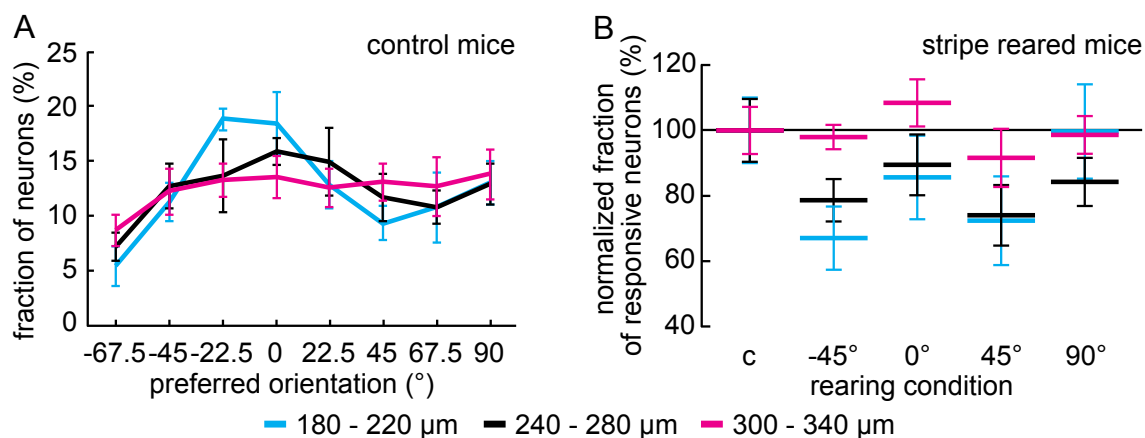 A
control mice
fraction of neurons (%)
25
20
15
10
5
0
-67.5 -45 -22.5 0 22.5 45 67.5 90
preferred orientation (°)
B
stripe reared mice
normalized fraction
of responsive neurons (%)
120
100
80
60
40
c -45° 0° 45° 90°
rearing condition
180 - 220 µm 240 - 280 µm 300 - 340 µm